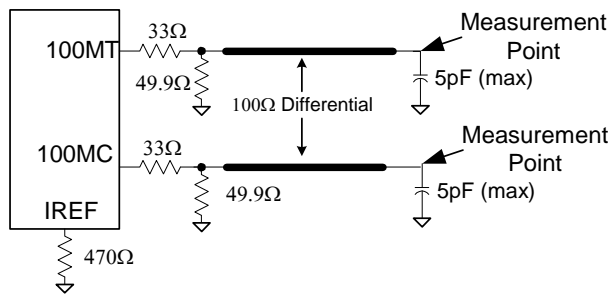 100MT
33Ω
Measurement
Point
49.9Ω
5pF (max)
100Ω Differential
100MC
33Ω
Measurement
Point
49.9Ω
5pF (max)
IREF
470Ω